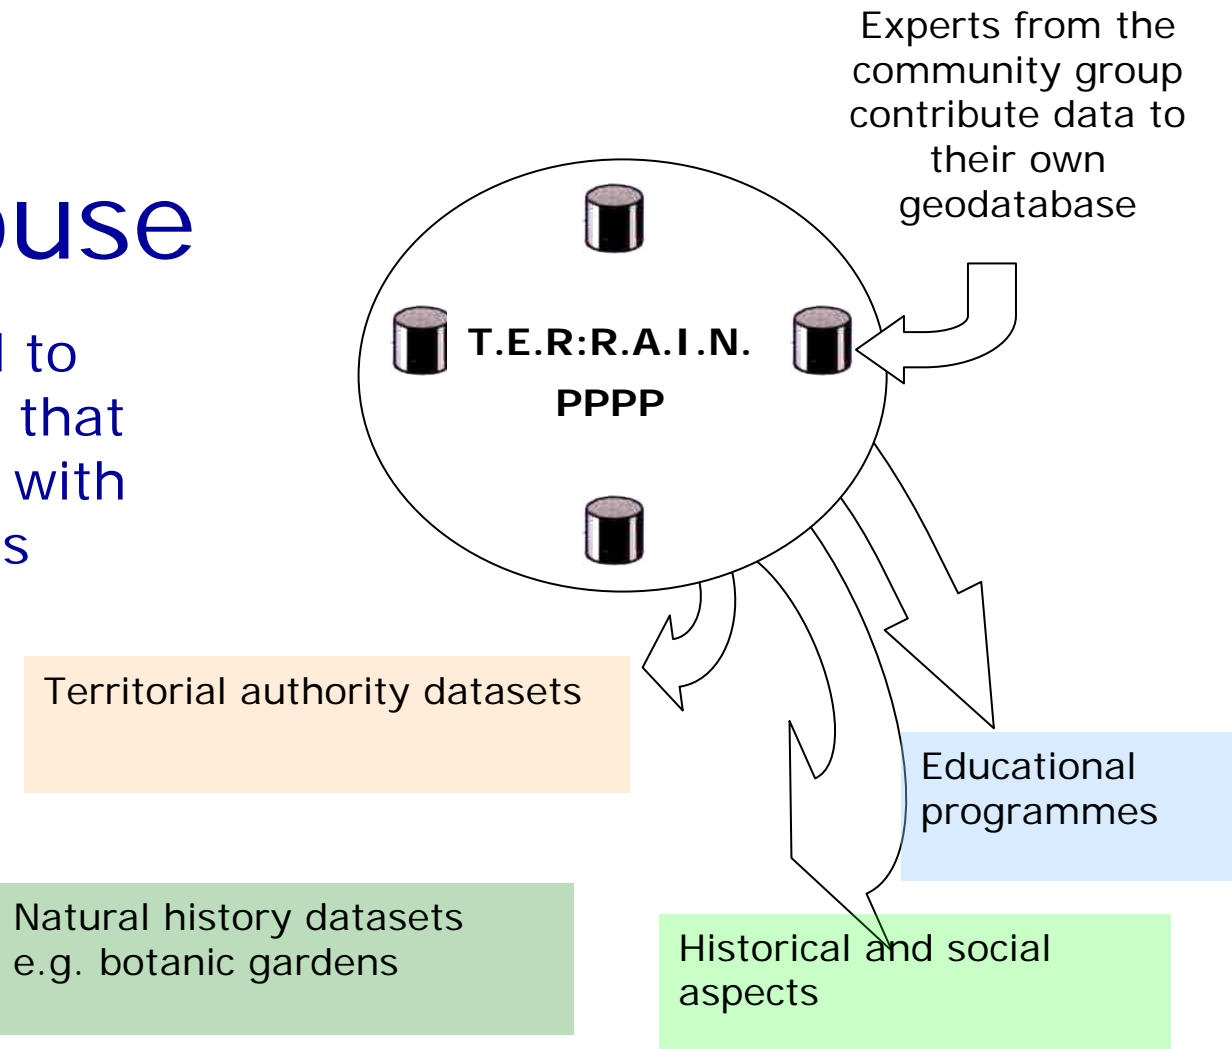 Experts from the
community group
contribute data to
their own
geodatabase
to
that
with
T.E.R:R.A.I.N.
PPPP
Territorial authority datasets
Educational
programmes
Natural history datasets
e.g. botanic gardens
Historical and social
aspects